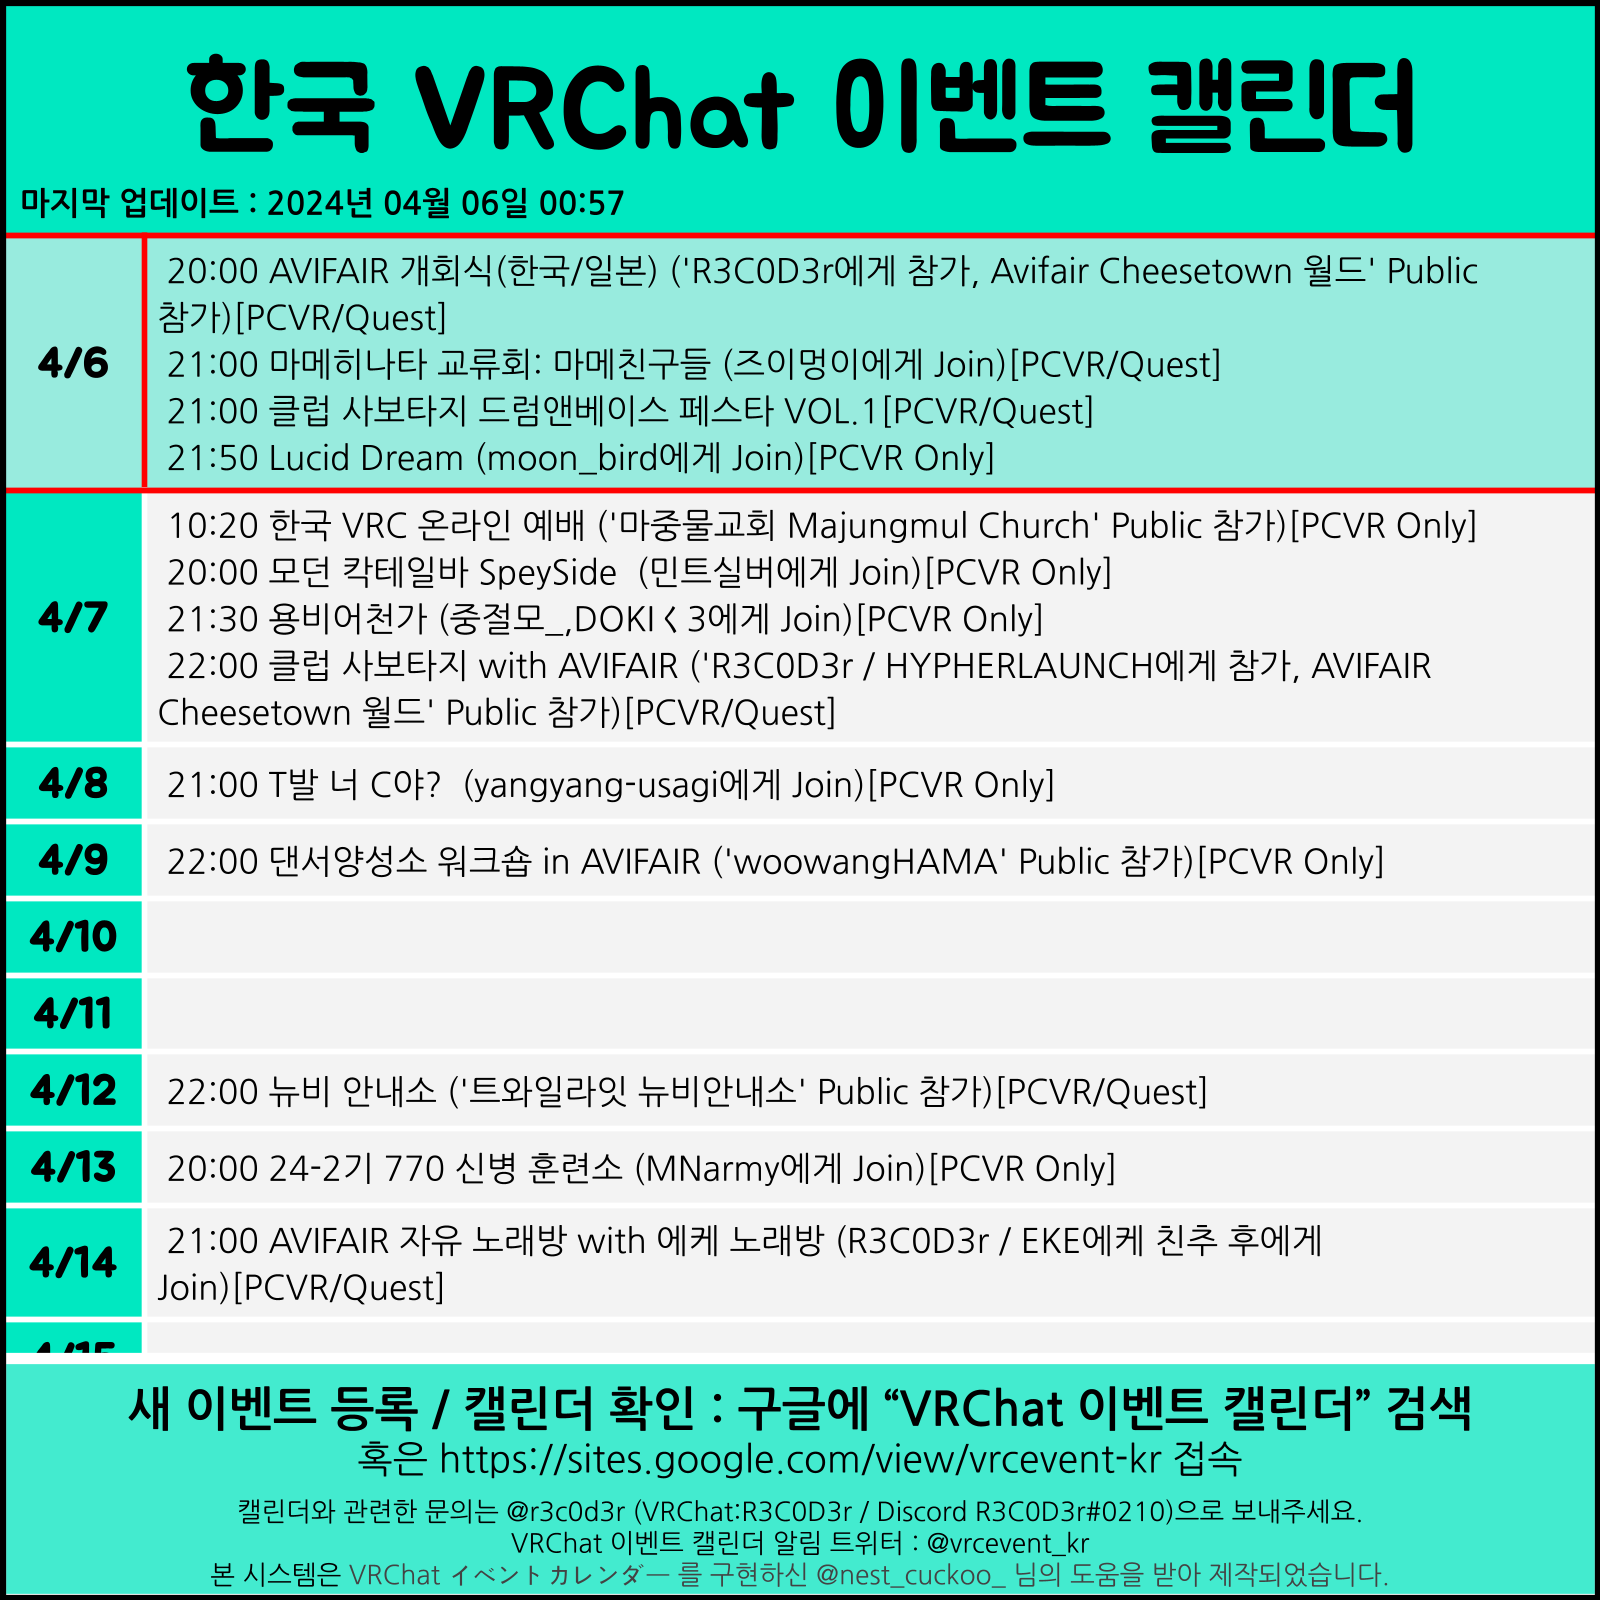 한국 VRChat 이벤트 캘린더
마지막 업데이트 : 2024년 04월 06일 00:57
4/6
20:00 AVIFAIR 개회식(한국/일본) ('R3C0D3r에게 참가, Avifair Cheesetown 월드' Public
참가)[PCVR/Quest]
21:00 마메히나타 교류회: 마메친구들 (즈이멍이에게 Join)[PCVR/Quest]
21:00 클럽 사보타지 드럼앤베이스 페스타 VOL.1[PCVR/Quest]
21:50 Lucid Dream (moon_bird에게 Join)[PCVR Only]
4/7
10:20 한국 VRC 온라인 예배 ('마중물교회 Majungmul Church' Public 참가)[PCVR Only]
20:00 모던 칵테일바 SpeySide  (민트실버에게 Join)[PCVR Only]
21:30 용비어천가 (중절모_,DOKIㄑ3에게 Join)[PCVR Only]
22:00 클럽 사보타지 with AVIFAIR ('R3C0D3r / HYPHERLAUNCH에게 참가, AVIFAIR
Cheesetown 월드' Public 참가)[PCVR/Quest]
4/8
21:00 T발 너 C야?  (yangyang-usagi에게 Join)[PCVR Only]
4/9
22:00 댄서양성소 워크숍 in AVIFAIR ('woowangHAMA' Public 참가)[PCVR Only]
4/10
4/11
4/12
22:00 뉴비 안내소 ('트와일라잇 뉴비안내소' Public 참가)[PCVR/Quest]
4/13
20:00 24-2기 770 신병 훈련소 (MNarmy에게 Join)[PCVR Only]
4/14
21:00 AVIFAIR 자유 노래방 with 에케 노래방 (R3C0D3r / EKE에케 친추 후에게
Join)[PCVR/Quest]
4/15
새 이벤트 등록 / 캘린더 확인 : 구글에 “VRChat 이벤트 캘린더” 검색
혹은 https://sites.google.com/view/vrcevent-kr 접속
캘린더와 관련한 문의는 @r3c0d3r (VRChat:R3C0D3r / Discord R3C0D3r#0210)으로 보내주세요.
VRChat 이벤트 캘린더 알림 트위터 : @vrcevent_kr
본 시스템은 VRChat イベントカレンダー 를 구현하신 @nest_cuckoo_ 님의 도움을 받아 제작되었습니다.